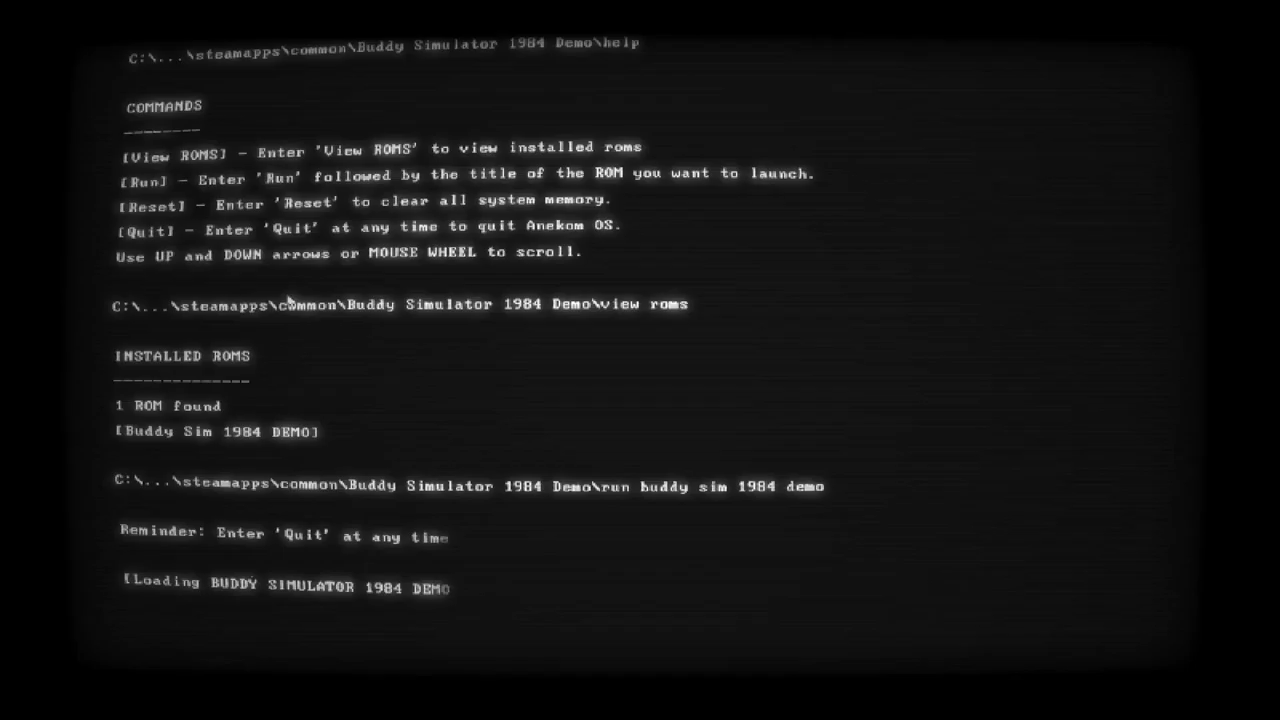 C:\...\steamapps\common\Buddy Simulator 1984 Demo\help
COMMANDS
--------
[View ROMS] - Enter 'View ROMS' to view installed roms
[Run] - Enter 'Run' followed by the title of the ROM you want to launch.
[Reset] - Enter 'Reset' to clear all system memory.
[Quit] - Enter 'Quit' at any time to quit Anekom OS.
Use UP and DOWN arrows or MOUSE WHEEL to scroll.
C:\...\steamapps\common\Buddy Simulator 1984 Demo\view roms
INSTALLED ROMS
--------------
1 ROM found
[Buddy Sim 1984 DEMO]
C:\...\steamapps\common\Buddy Simulator 1984 Demo\run buddy sim 1984 demo
Reminder: Enter 'Quit' at any time
[Loading BUDDY SIMULATOR 1984 DEMO